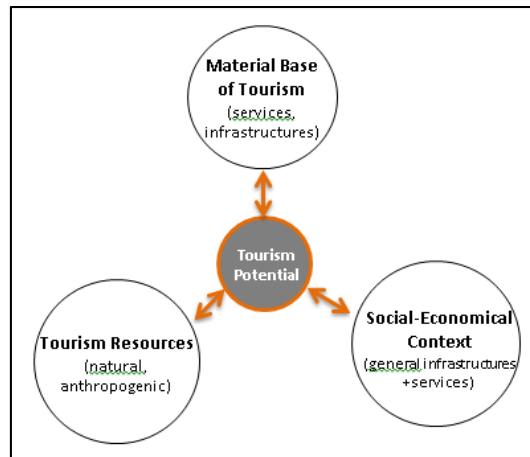 Material Base
of Tourism
(services,
infrastructures)
Tourism
Potential
Tourism Resources
(natural,
anthropogenic)
Social-Economical
Context
(general infrastructures
+services)